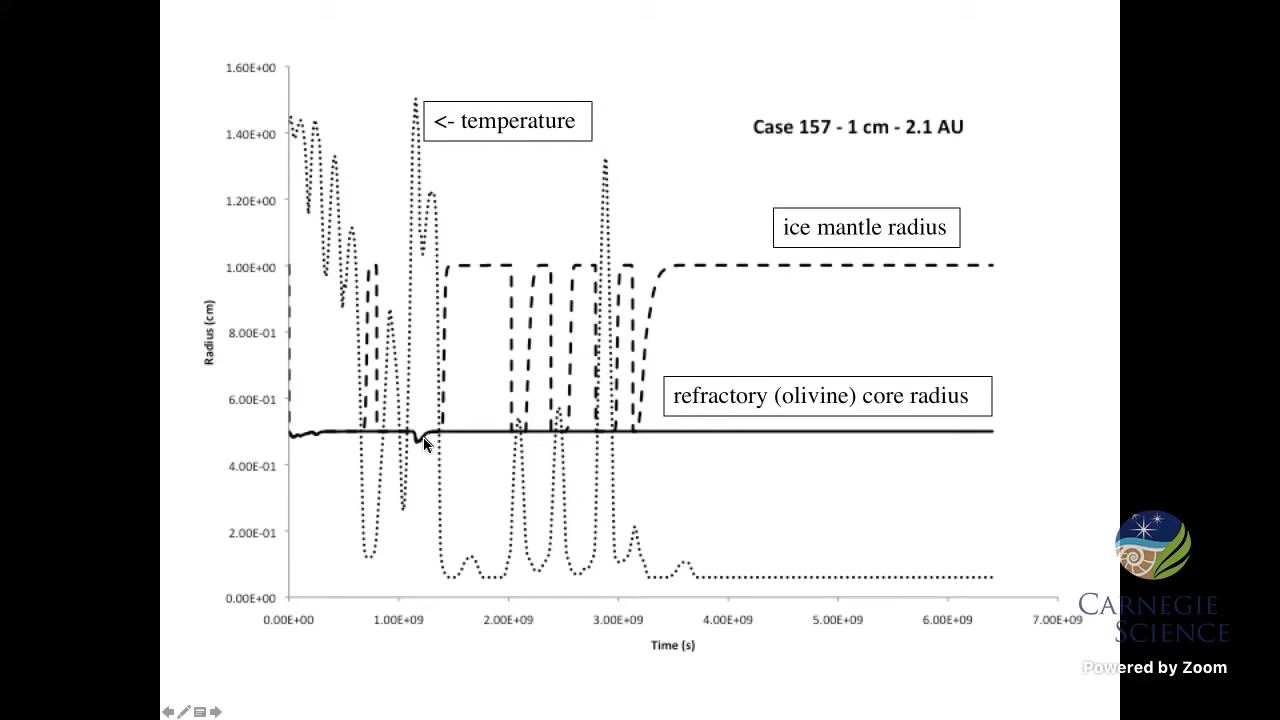 1.60E+00
<- temperature
Case 157 - 1 cm - 2.1 AU
1.40E+00
1.20E+00
ice mantle radius
1.00E+00
8.00E-01
Radius (cm)
refractory (olivine) core radius
6.00E-01
4.00E-01
2.00E-01
0.00E+00
0.00E+00 1.00E+09 2.00E+09 3.00E+09 4.00E+09 5.00E+09 6.00E+09 7.00E+09
Time (s)
CARNEGIE
SCIENCE
Powered by Zoom